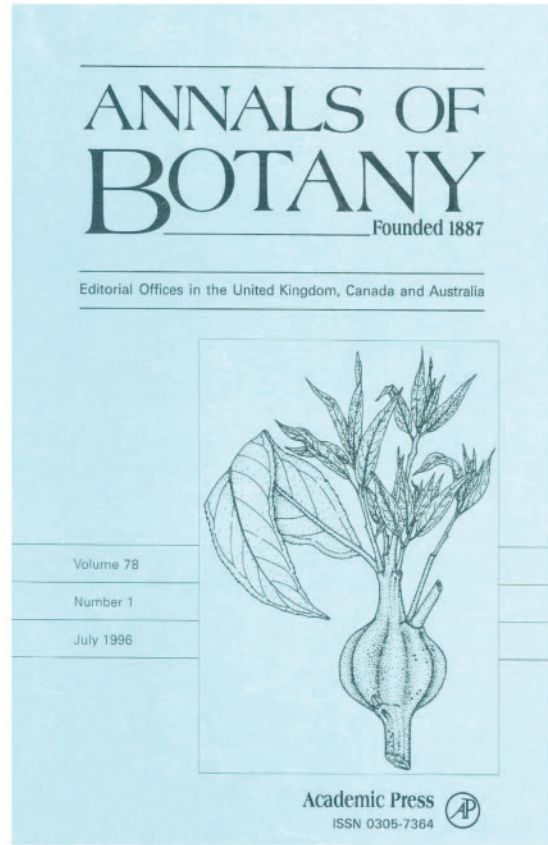 ANNALS OF
BOTANY
Founded 1887
Editorial Offices in the United Kingdom, Canada and Australia
Volume 78
Number 1
July 1996
Academic Press
AP
ISSN 0305-7364